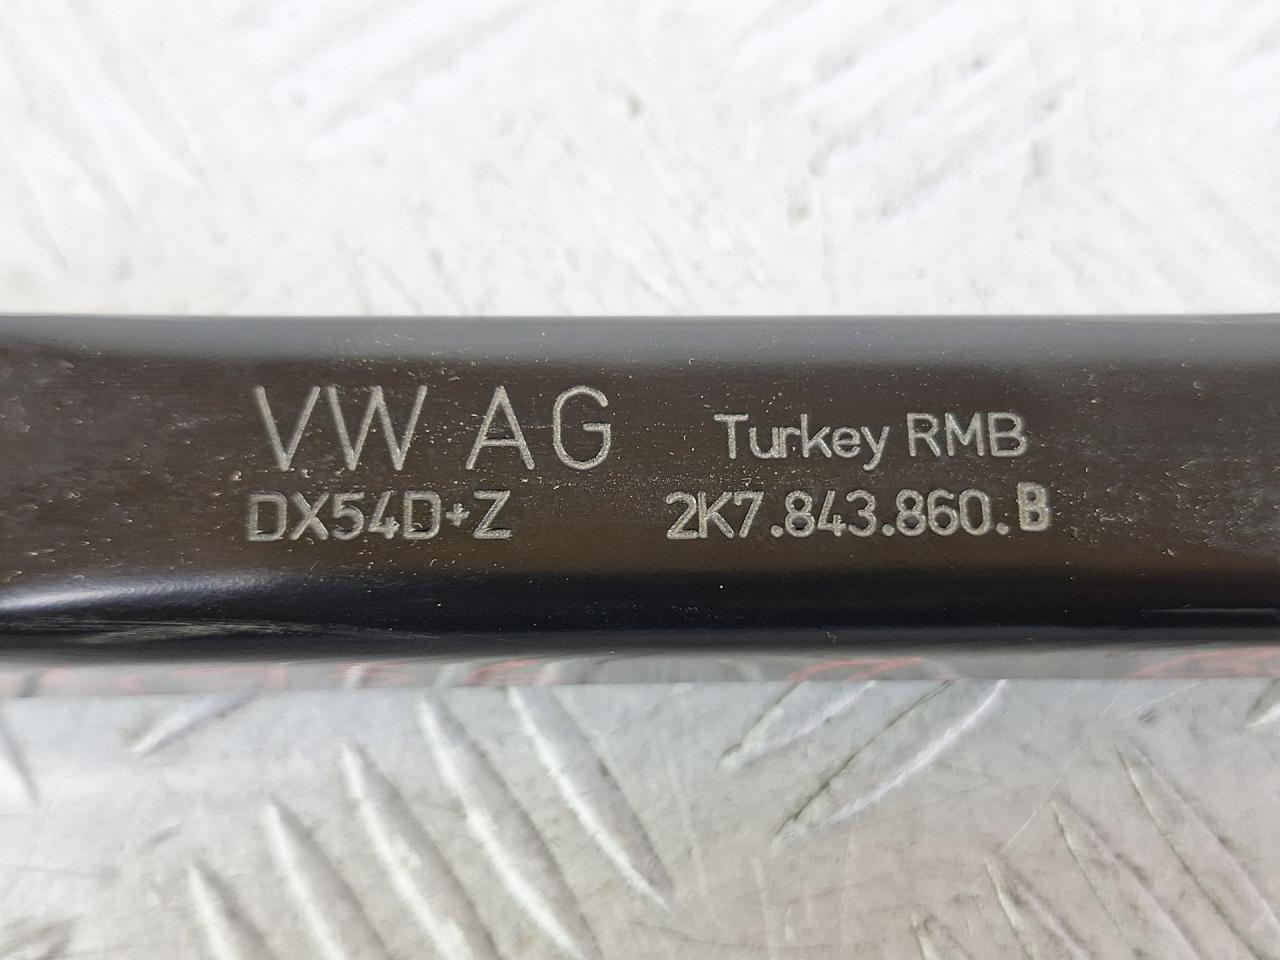 VW AG Turkey RMB
DX54D+Z 2K7.843.860.B